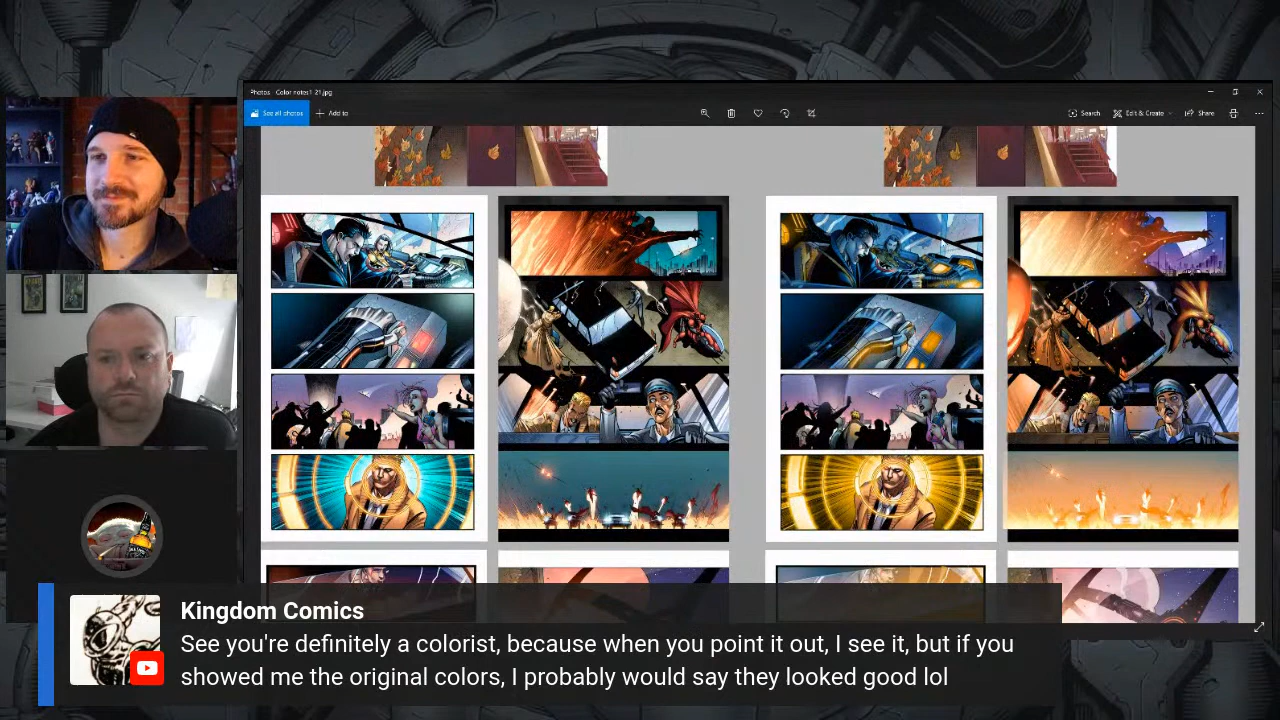 Photos - Color notes1-21.jpg
See all photos
Add to
Search
Edit & Create
Share
Kingdom Comics
See you're definitely a colorist, because when you point it out, I see it, but if you
showed me the original colors, I probably would say they looked good lol